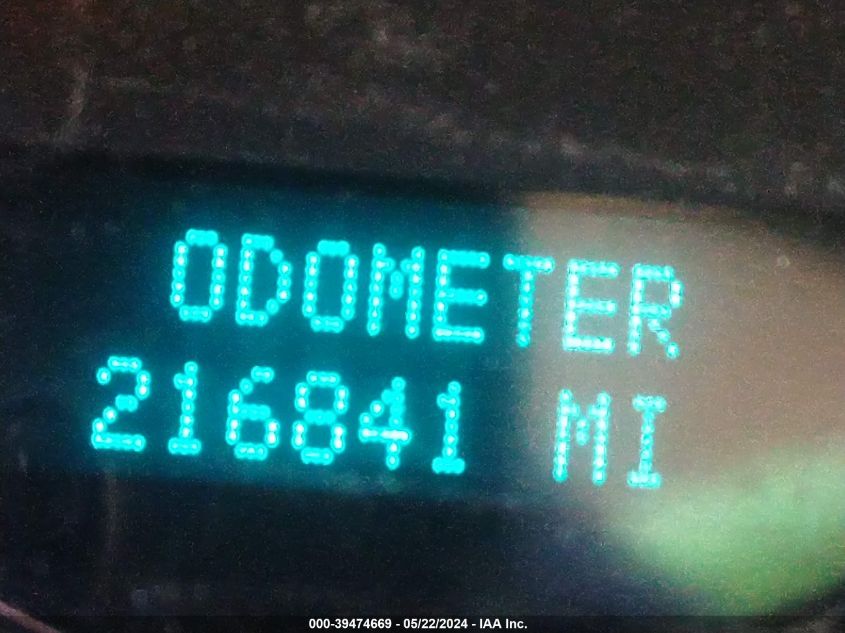 ODOMETER
216841 MI
000-39474669 - 05/22/2024 - IAA Inc.